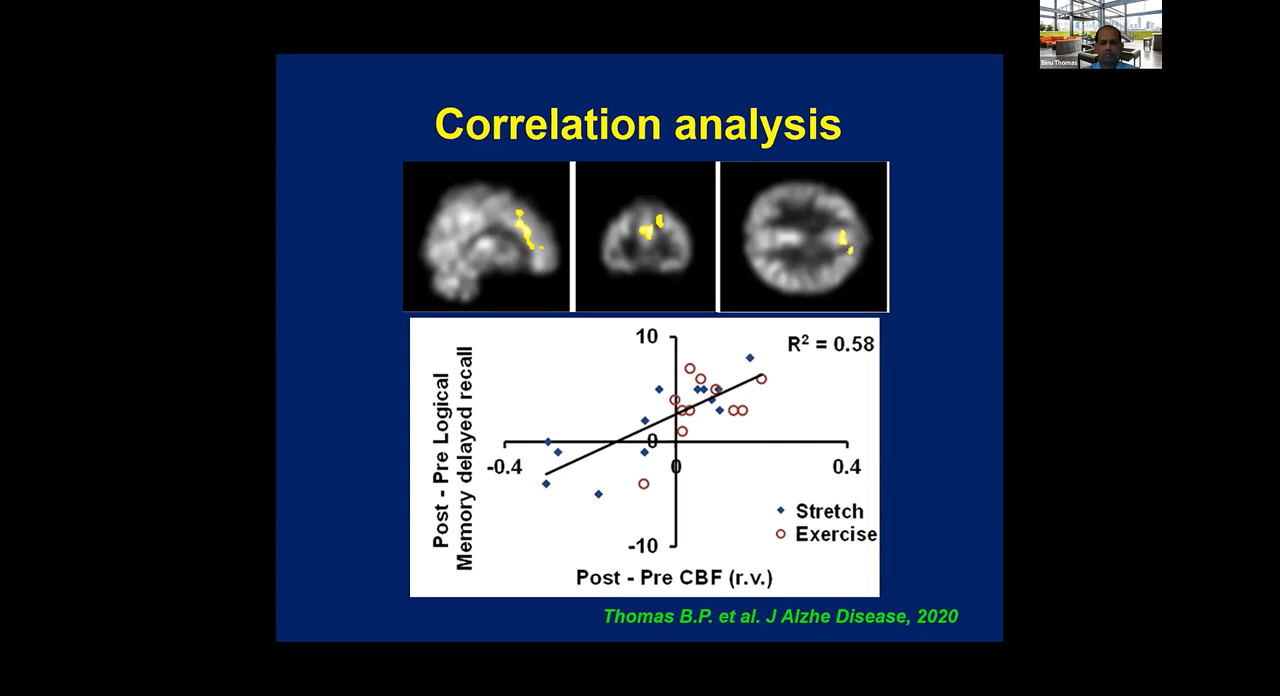 Binu Thomas
Correlation analysis
10
R² = 0.58
Post - Pre Logical
Memory delayed recall
0
-0.4
0
0.4
Stretch
Exercise
-10
Post - Pre CBF (r.v.)
Thomas B.P. et al. J Alzhe Disease, 2020